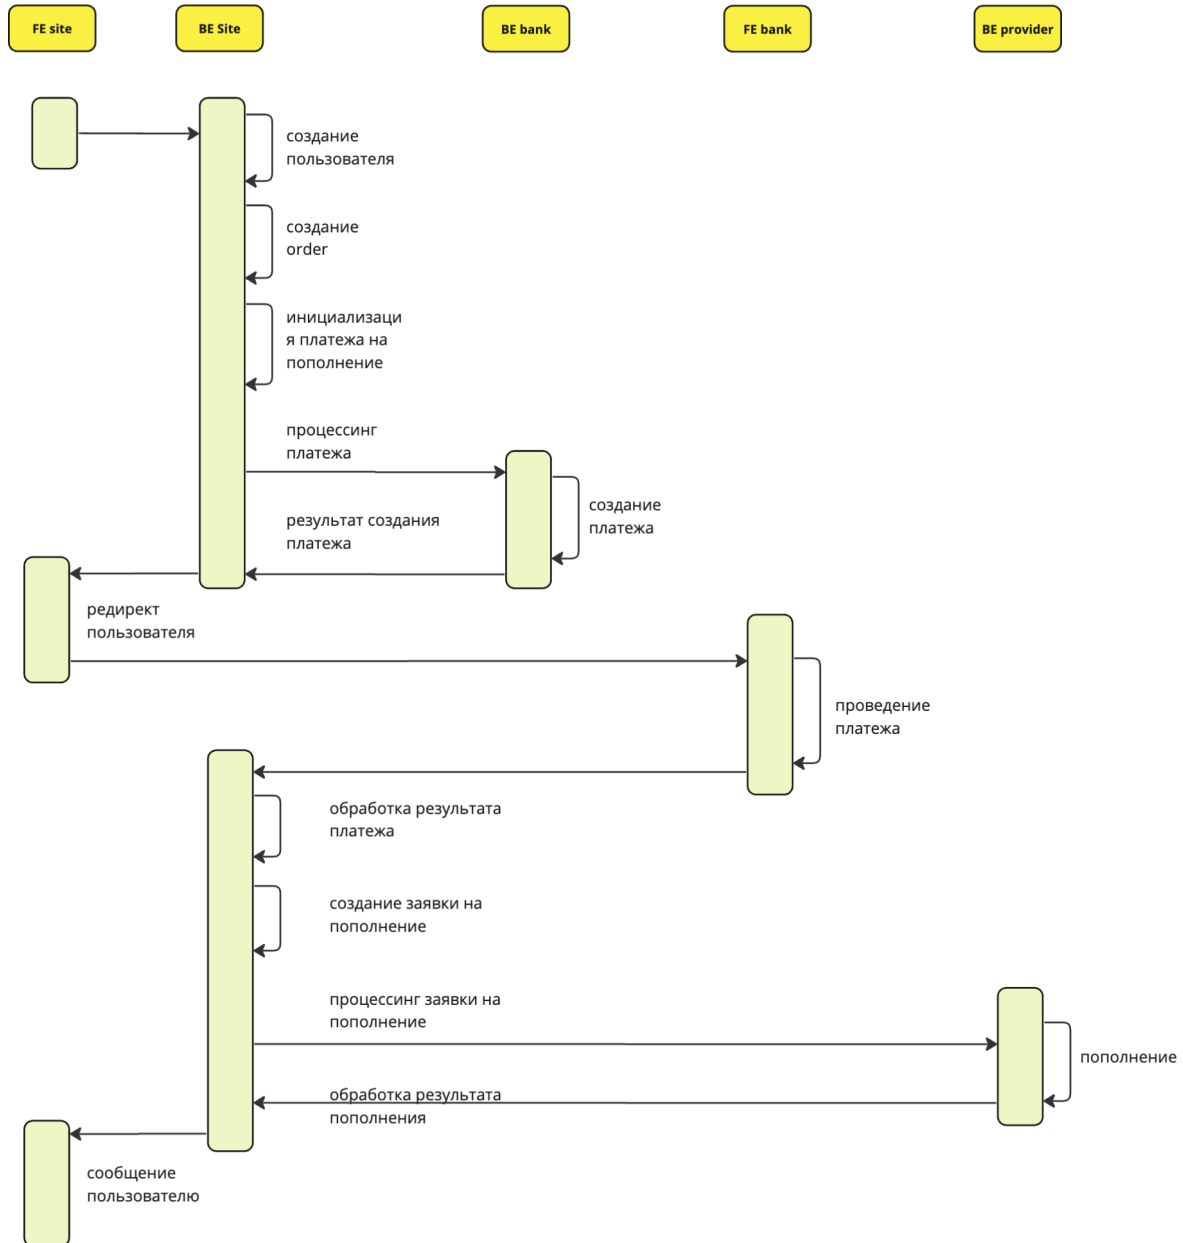 FE site
BE Site
BE bank
FE bank
BE provider
создание
пользователя
создание
order
инициализаци
я платежа на
пополнение
процессинг
платежа
создание
платежа
результат создания
платежа
редирект
пользователя
проведение
платежа
обработка результата
платежа
создание заявки на
пополнение
процессинг заявки на
пополнение
пополнение
обработка результата
пополнения
сообщение
пользователю